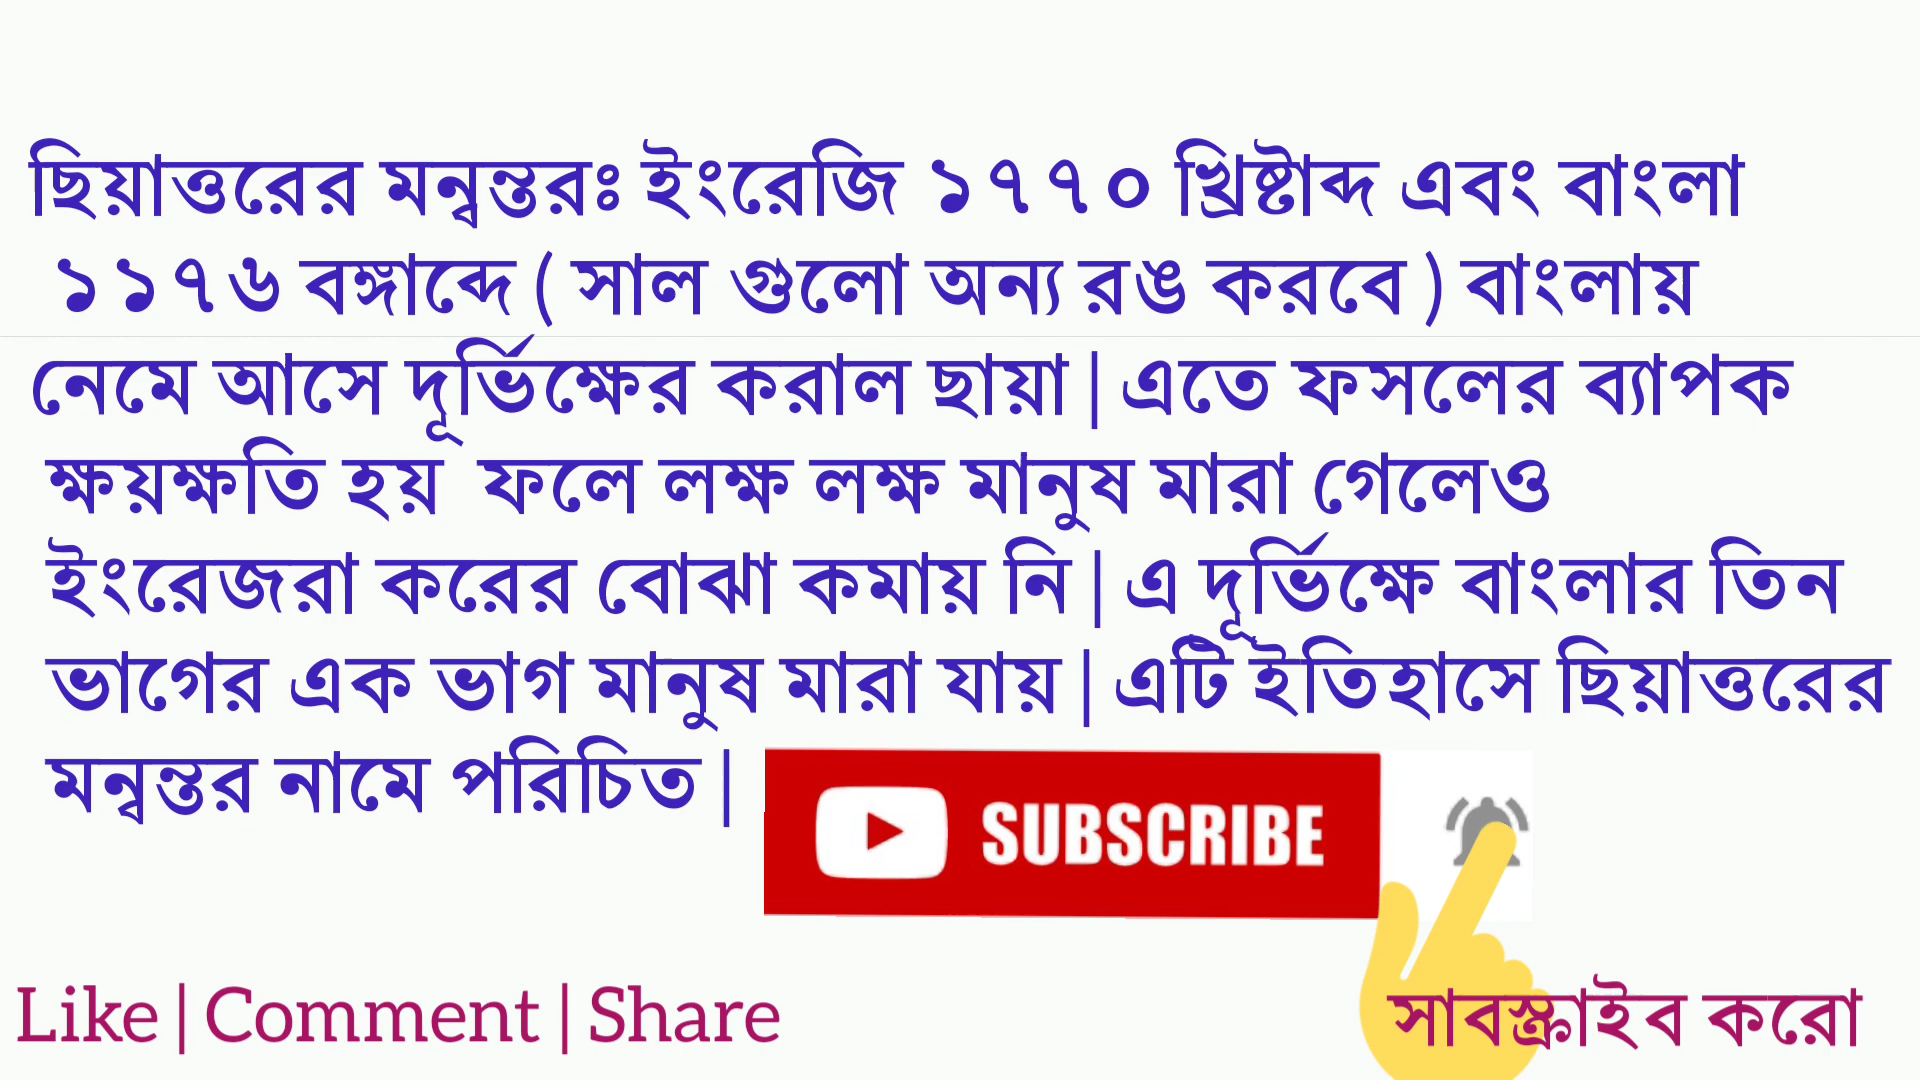 ছিয়াত্তরের মন্বন্তরঃ ইংরেজি ১৭৭০ খ্রিষ্টাব্দ এবং বাংলা
১১৭৬ বঙ্গাব্দে ( সাল গুলো অন্য রঙ করবে ) বাংলায়
নেমে আসে দূর্ভিক্ষের করাল ছায়া | এতে ফসলের ব্যাপক
ক্ষয়ক্ষতি হয় ফলে লক্ষ লক্ষ মানুষ মারা গেলেও
ইংরেজরা করের বোঝা কমায় নি | এ দূর্ভিক্ষে বাংলার তিন
ভাগের এক ভাগ মানুষ মারা যায় | এটি ইতিহাসে ছিয়াত্তরের
মন্বন্তর নামে পরিচিত |
SUBSCRIBE
Like | Comment | Share
সাবস্ক্রাইব করো